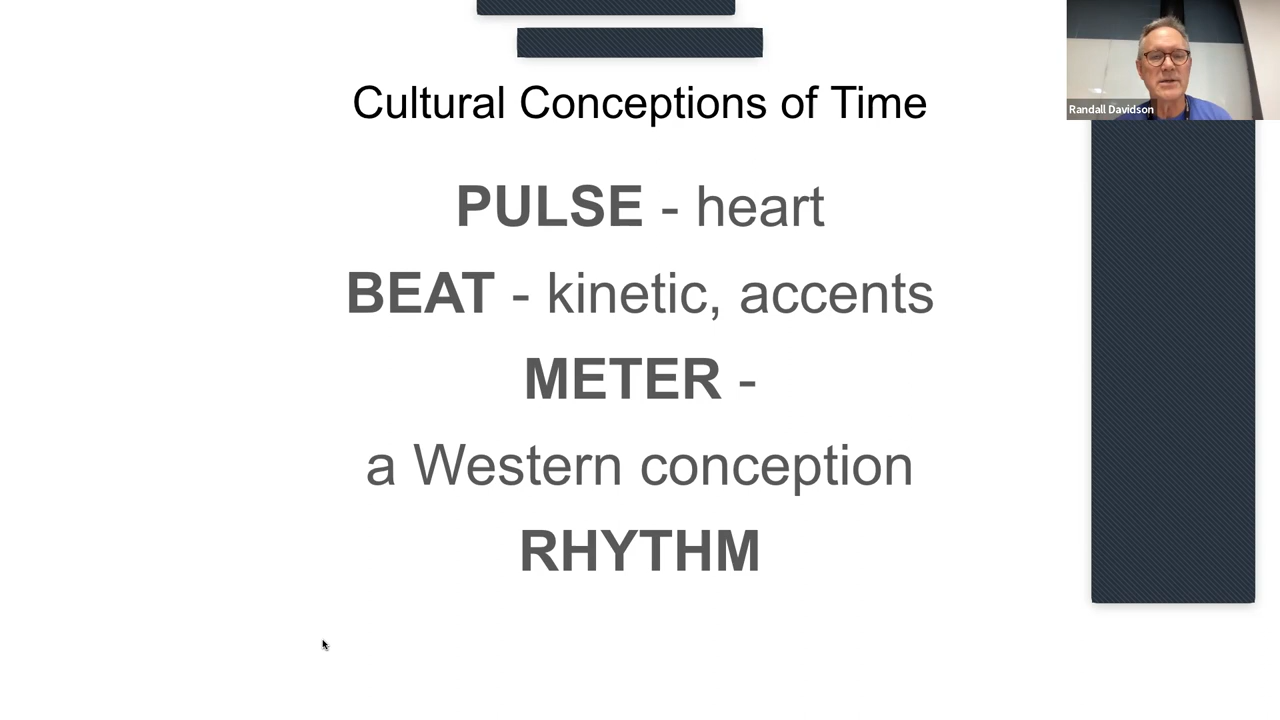 Cultural Conceptions of Time
Randall Davidson
PULSE - heart
BEAT - kinetic, accents
METER -
a Western conception
RHYTHM